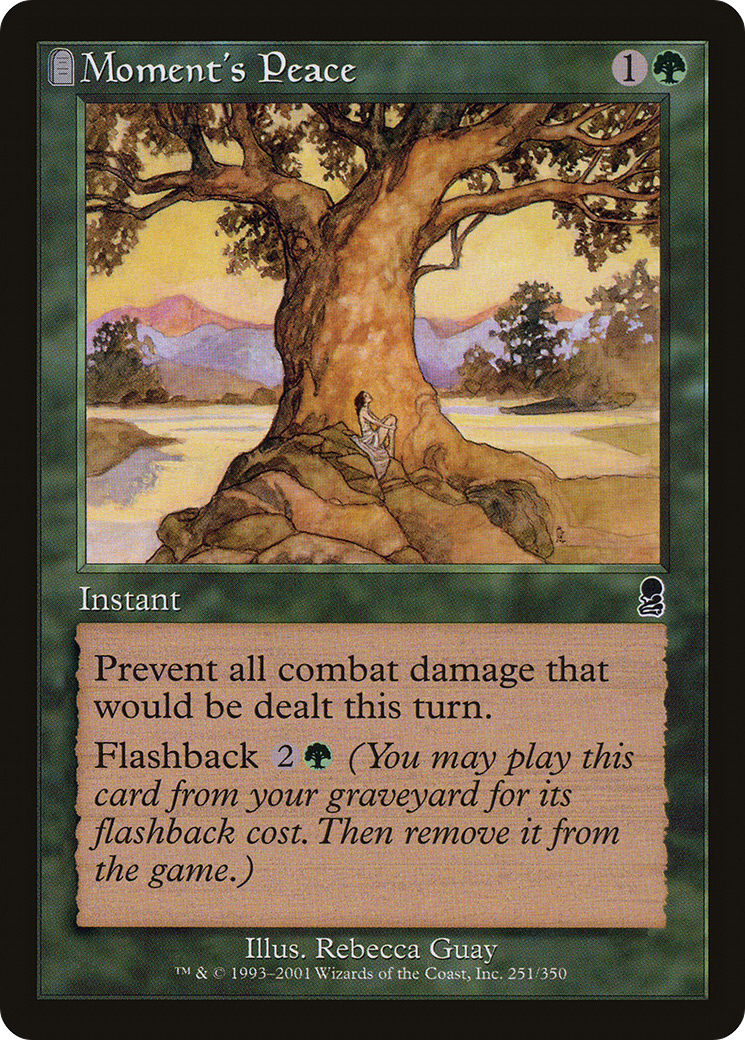 Moment's Peace 1
Instant
Prevent all combat damage that
would be dealt this turn.
Flashback 2 (You may play this
card from your graveyard for its
flashback cost. Then remove it from
the game.)
Illus. Rebecca Guay
™ & © 1993–2001 Wizards of the Coast, Inc. 251/350